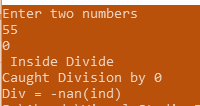 Enter two numbers
55
0
Inside Divide
Caught Division by 0
Div = -nan(ind)